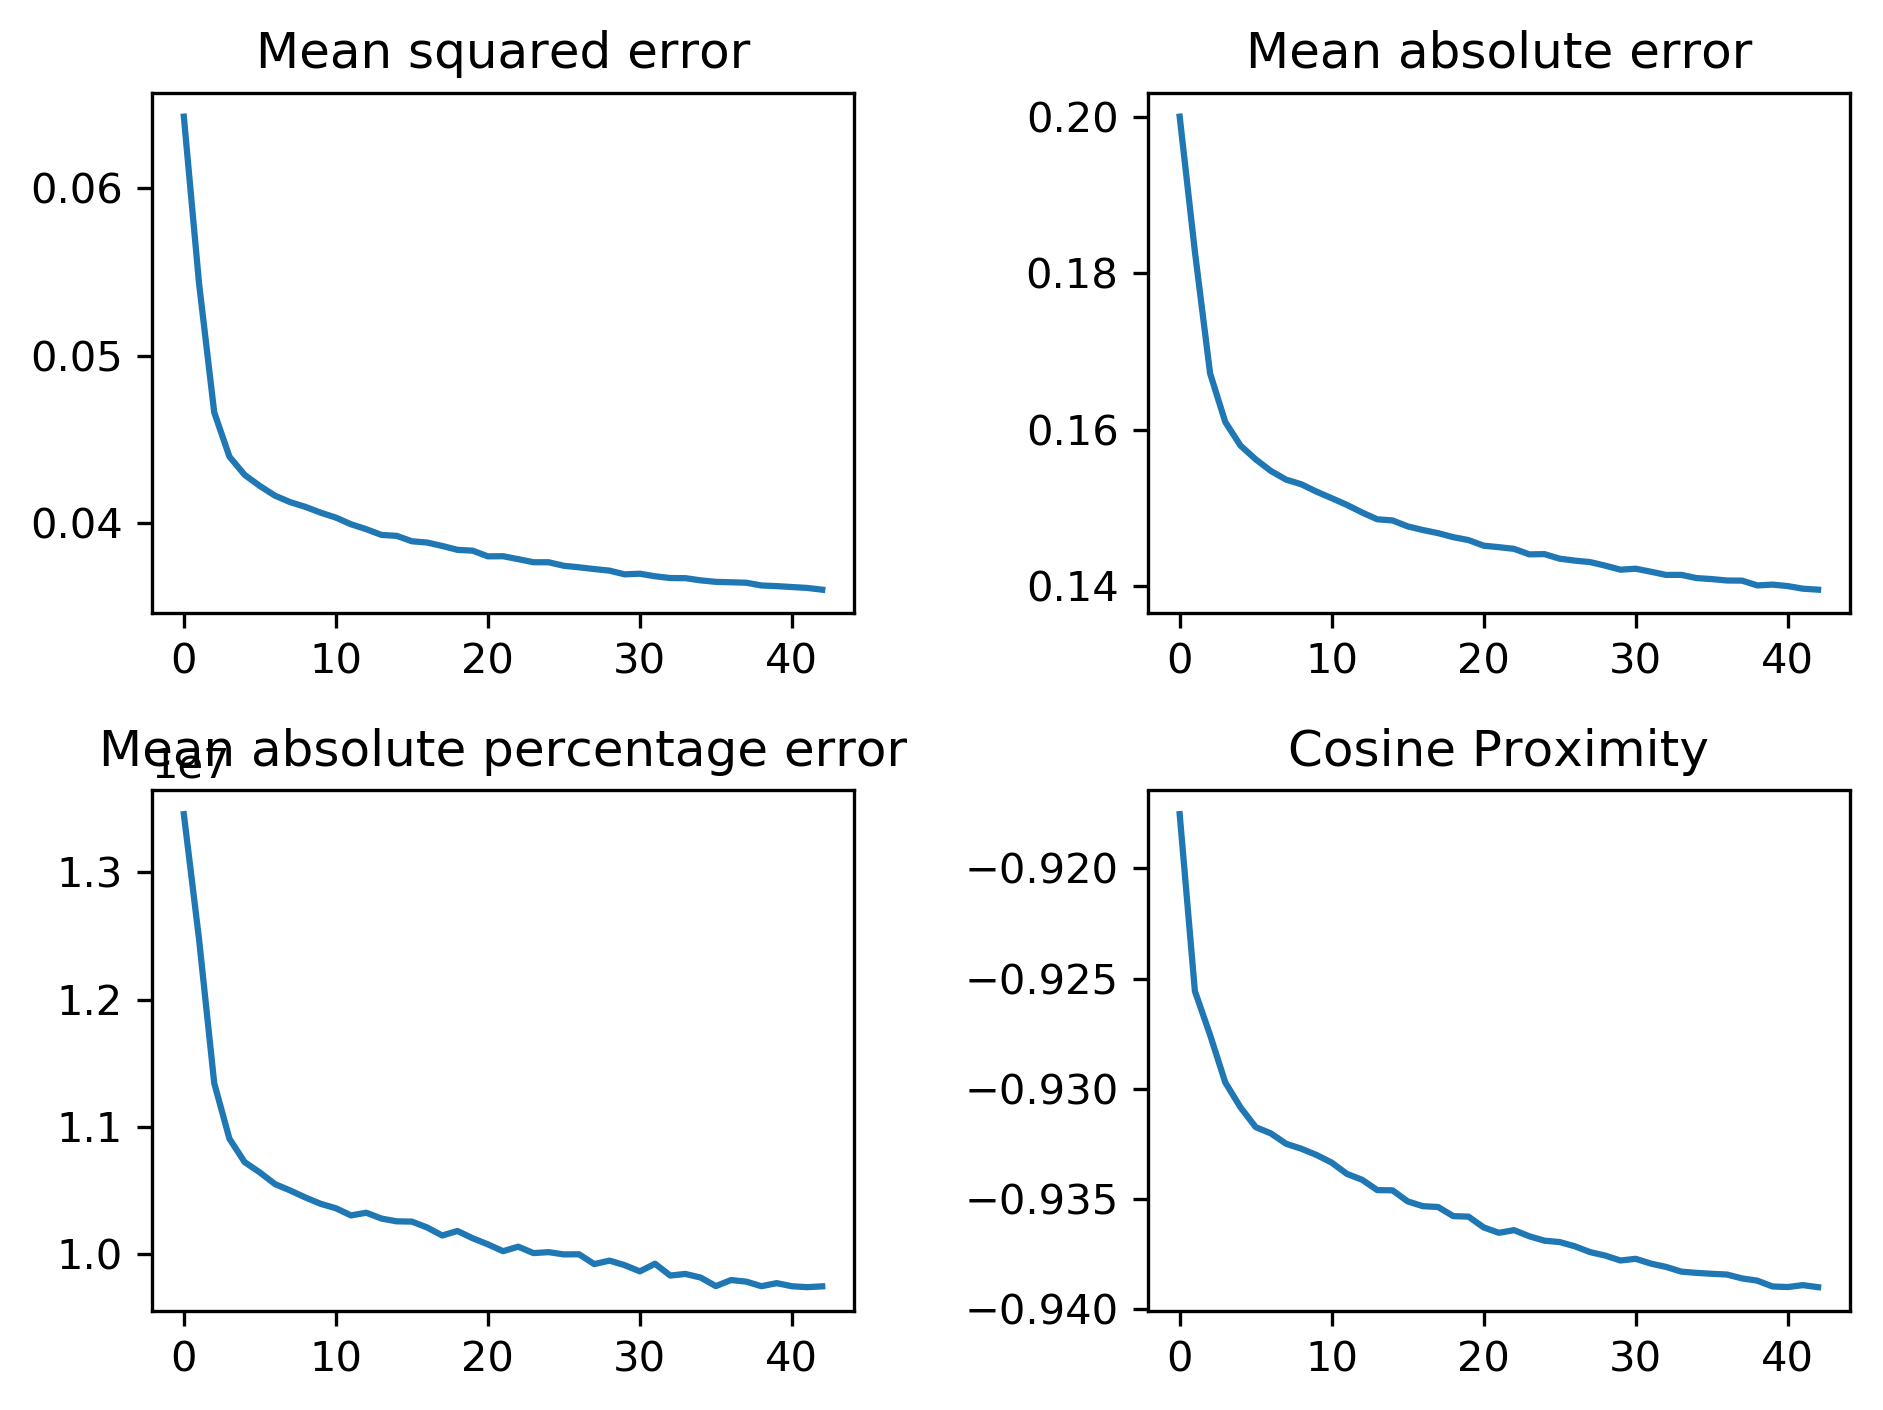 Mean squared error
0.06
0.05
0.04
0 10 20 30 40
Mean absolute error
0.20
0.18
0.16
0.14
0 10 20 30 40
Mean absolute percentage error
1e7
1.3
1.2
1.1
1.0
0 10 20 30 40
Cosine Proximity
−0.920
−0.925
−0.930
−0.935
−0.940
0 10 20 30 40